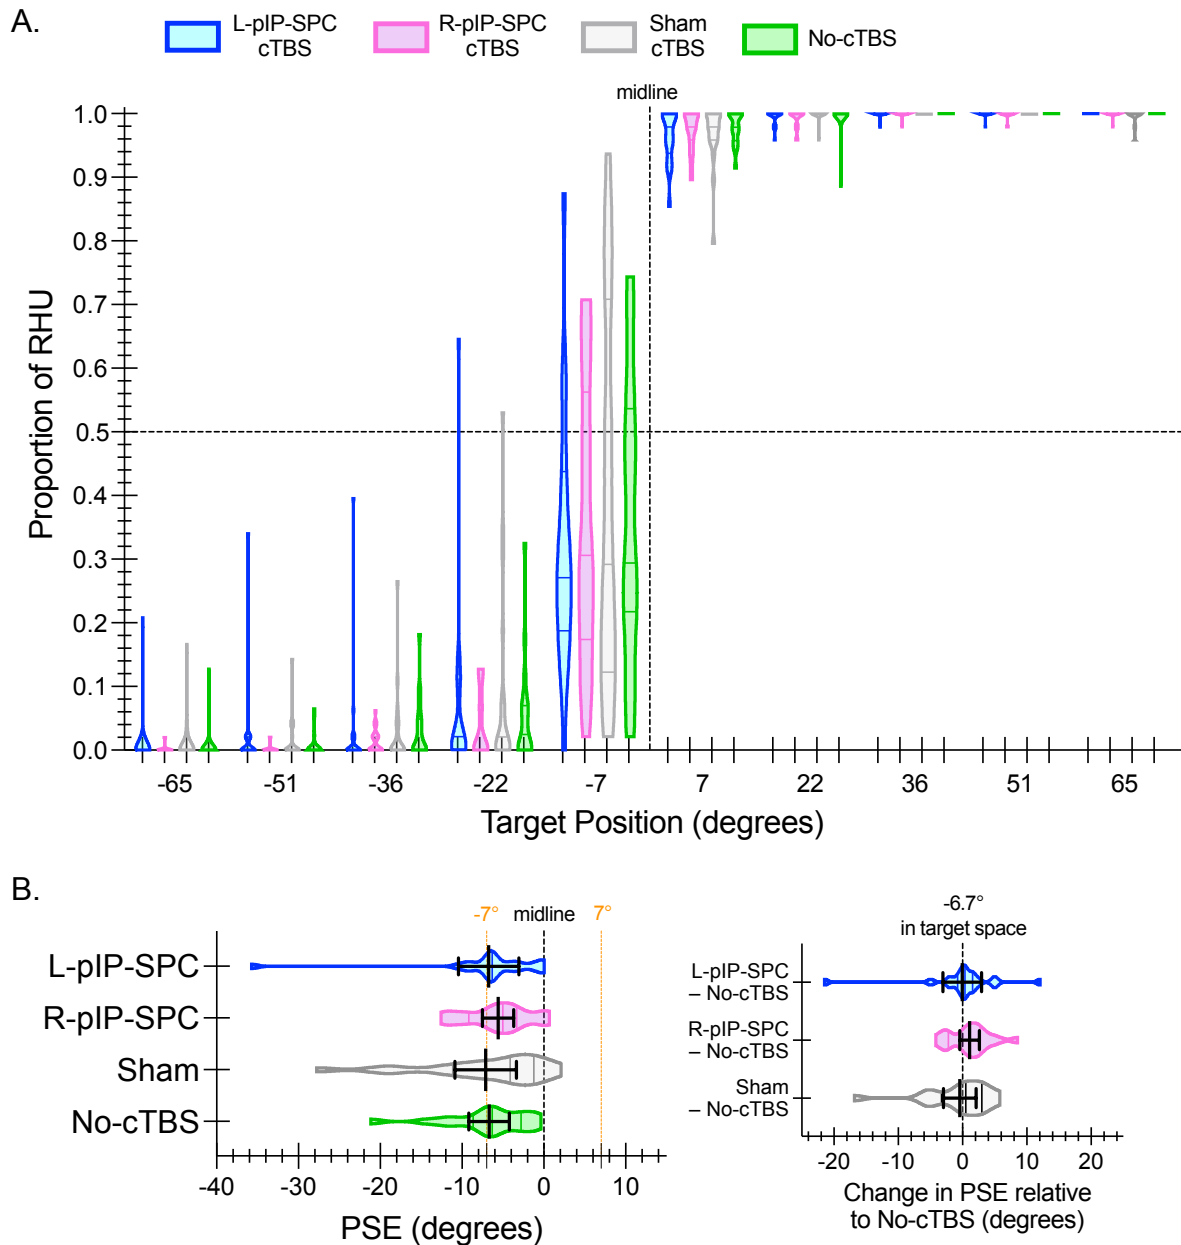 A.
L-pIP-SPC
cTBS
R-pIP-SPC
cTBS
Sham
cTBS
No-cTBS
midline
1.0
0.9
0.8
0.7
0.6
0.5
0.4
0.3
0.2
0.1
0.0
Proportion of RHU
-65 -51 -36 -22 -7 7 22 36 51 65
Target Position (degrees)
B.
-7° midline 7°
L-pIP-SPC
R-pIP-SPC
Sham
No-cTBS
-40 -30 -20 -10 0 10
PSE (degrees)
-6.7°
in target space
L-pIP-SPC
– No-cTBS
R-pIP-SPC
– No-cTBS
Sham
– No-cTBS
-20 -10 0 10 20
Change in PSE relative
to No-cTBS (degrees)